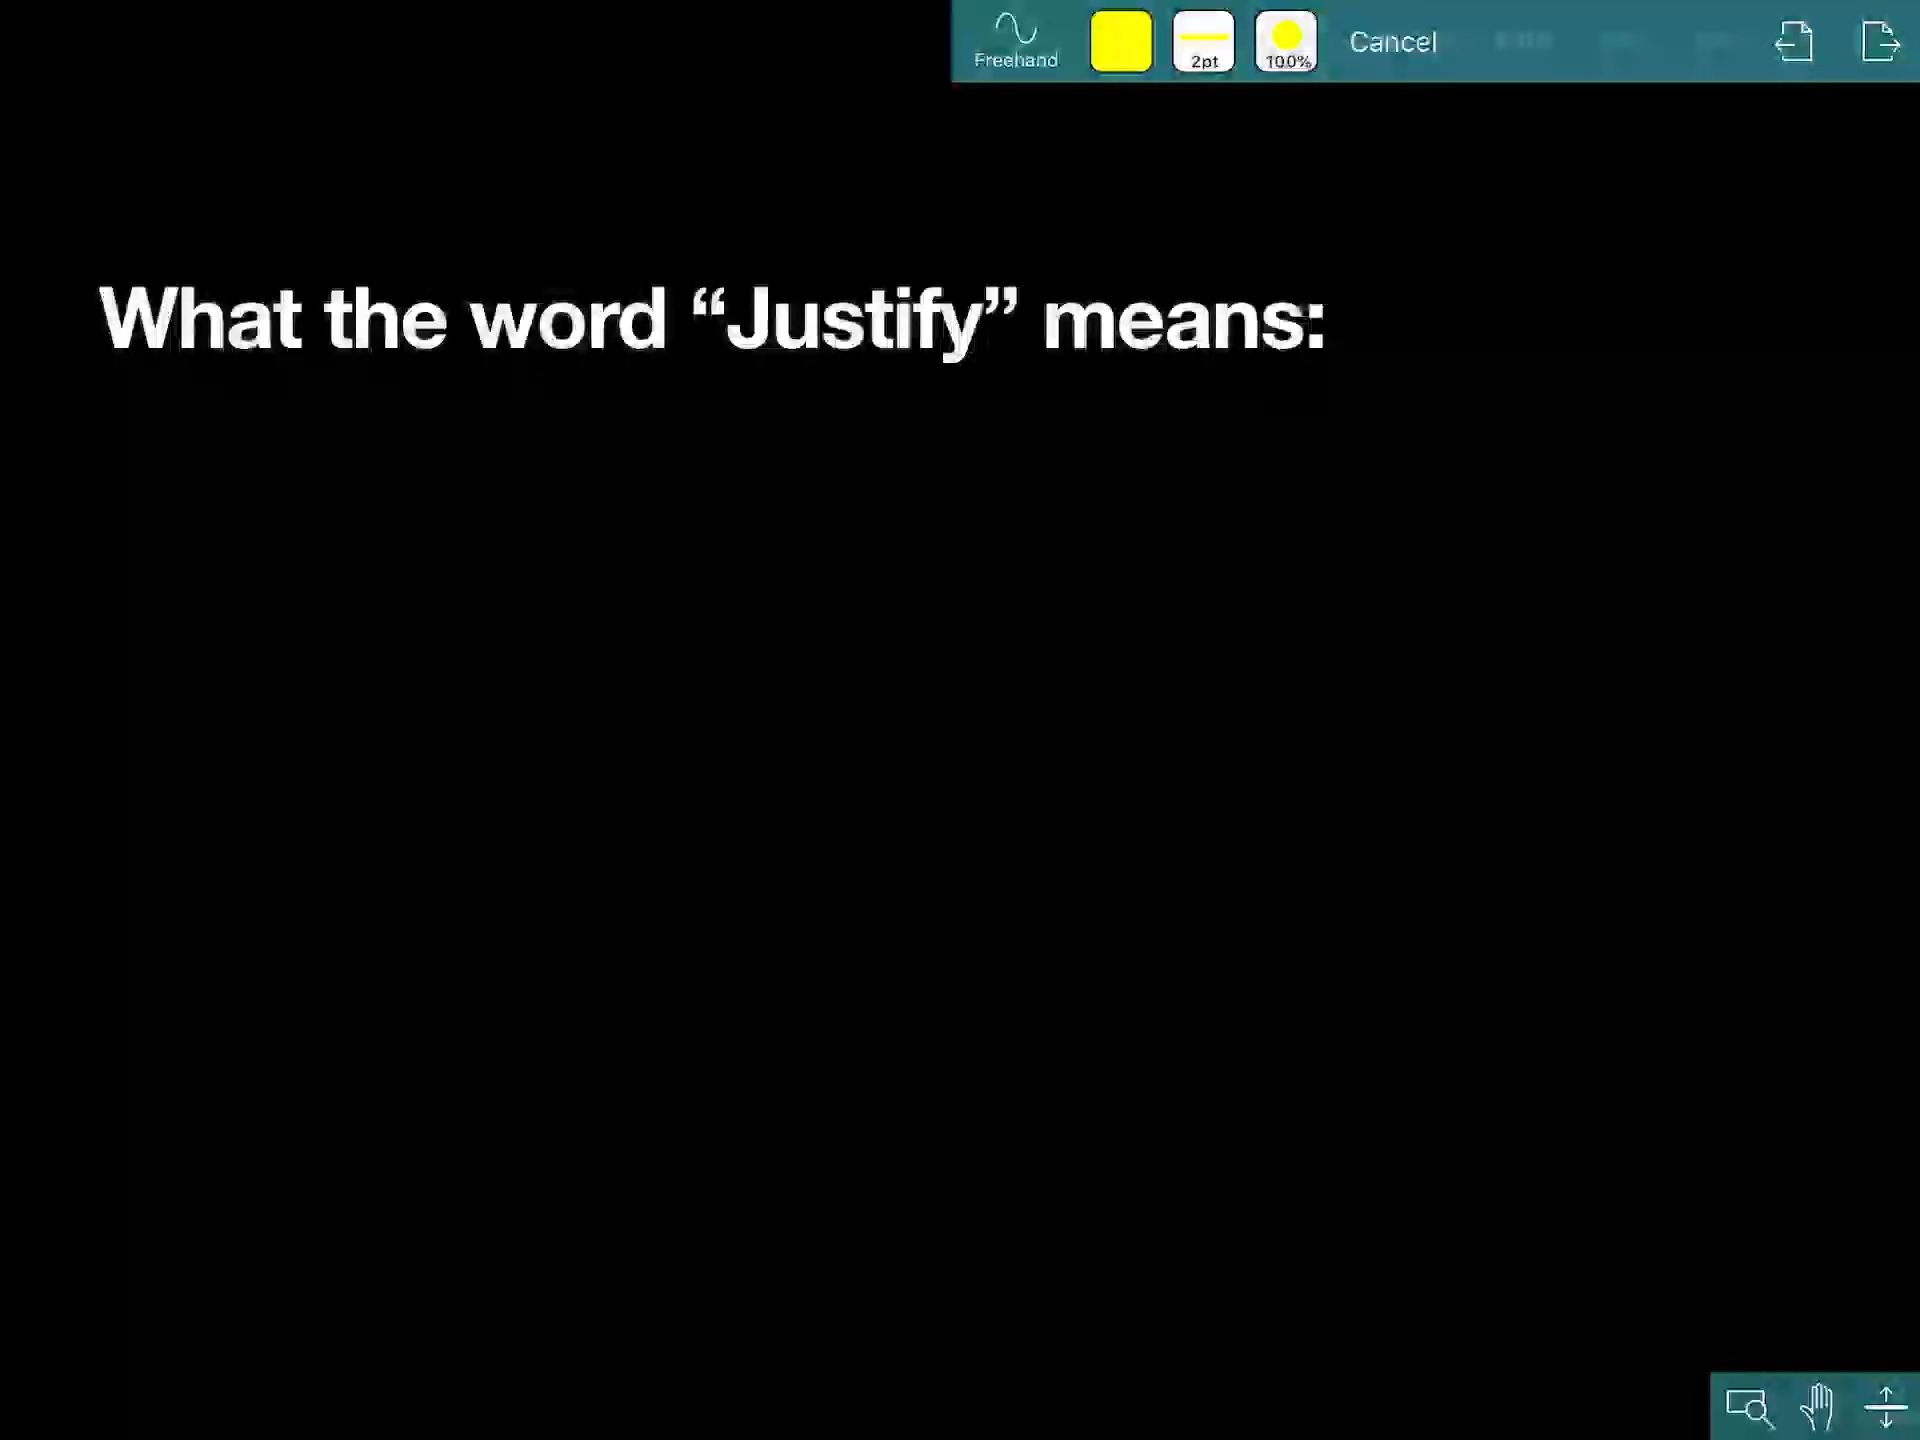 Freehand
2pt
100%
Cancel
What the word “Justify” means: